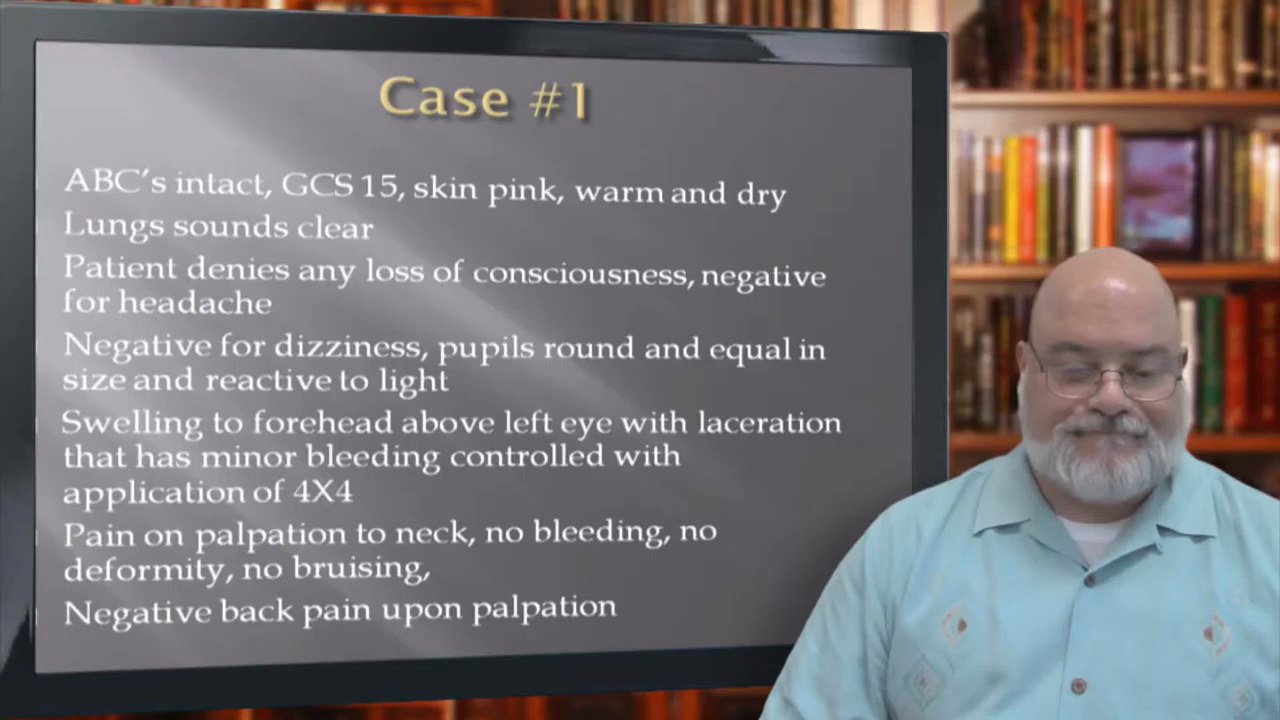 Case #1
ABC's intact, GCS 15, skin pink, warm and dry
Lungs sounds clear
Patient denies any loss of consciousness, negative
for headache
Negative for dizziness, pupils round and equal in
size and reactive to light
Swelling to forehead above left eye with laceration
that has minor bleeding controlled with
application of 4X4
Pain on palpation to neck, no bleeding, no
deformity, no bruising,
Negative back pain upon palpation